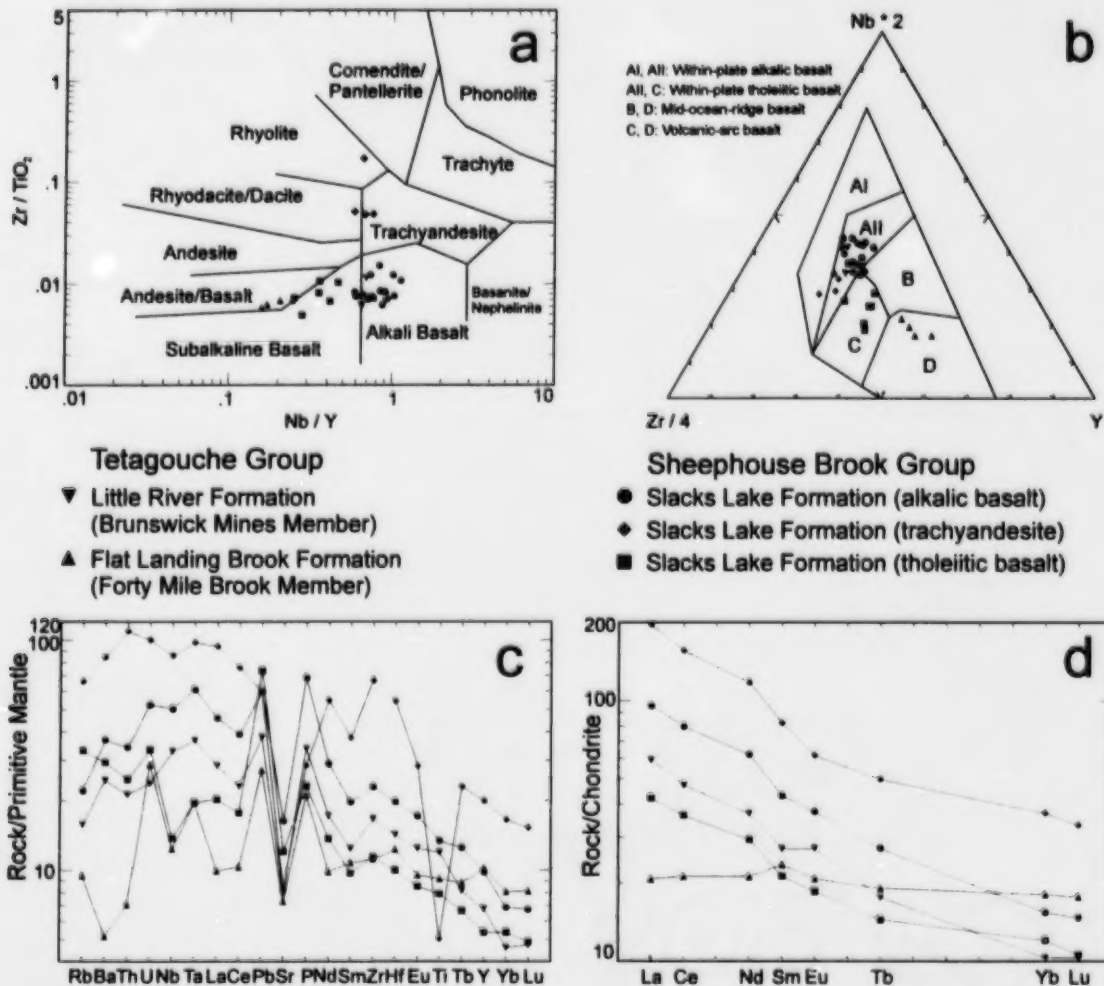 a
5
1
.1
.01
.001
Zr / TiO2
Comendite/
Pantellerite
Phonolite
Rhyolite
Trachyte
Rhyodacite/Dacite
Trachyandesite
Andesite
Andesite/Basalt
Basanite/
Nephelinite
Alkali Basalt
Subalkaline Basalt
.01
.1
1
10
Nb / Y
b
Nb * 2
AI, AII: Within-plate alkalic basalt
AII, C: Within-plate tholeiitic basalt
B, D: Mid-ocean-ridge basalt
C, D: Volcanic-arc basalt
AI
AII
B
C
D
Zr / 4
Y
Tetagouche Group
Little River Formation
(Brunswick Mines Member)
Flat Landing Brook Formation
(Forty Mile Brook Member)
Sheephouse Brook Group
Slacks Lake Formation (alkalic basalt)
Slacks Lake Formation (trachyandesite)
Slacks Lake Formation (tholeiitic basalt)
c
120
100
10
Rock/Primitive Mantle
Rb Ba Th U Nb Ta La Ce Pb Sr P Nd Sm Zr Hf Eu Ti Tb Y Yb Lu
d
200
100
10
Rock/Chondrite
La Ce Nd Sm Eu Tb Yb Lu